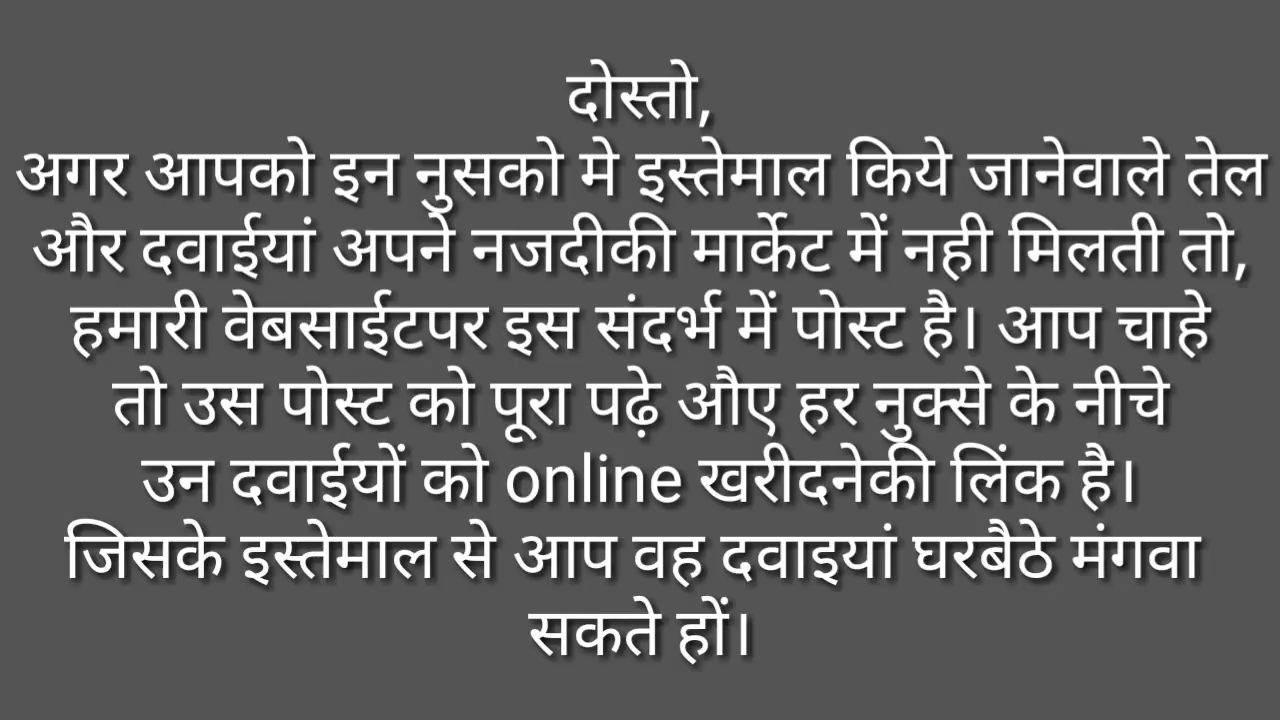 दोस्तो,
अगर आपको इन नुसको मे इस्तेमाल किये जानेवाले तेल
और दवाईयां अपने नजदीकी मार्केट में नही मिलती तो,
हमारी वेबसाईटपर इस संदर्भ में पोस्ट है। आप चाहे
तो उस पोस्ट को पूरा पढ़े औए हर नुक्से के नीचे
उन दवाईयों को online खरीदनेकी लिंक है।
जिसके इस्तेमाल से आप वह दवाइयां घरबैठे मंगवा
सकते हों।